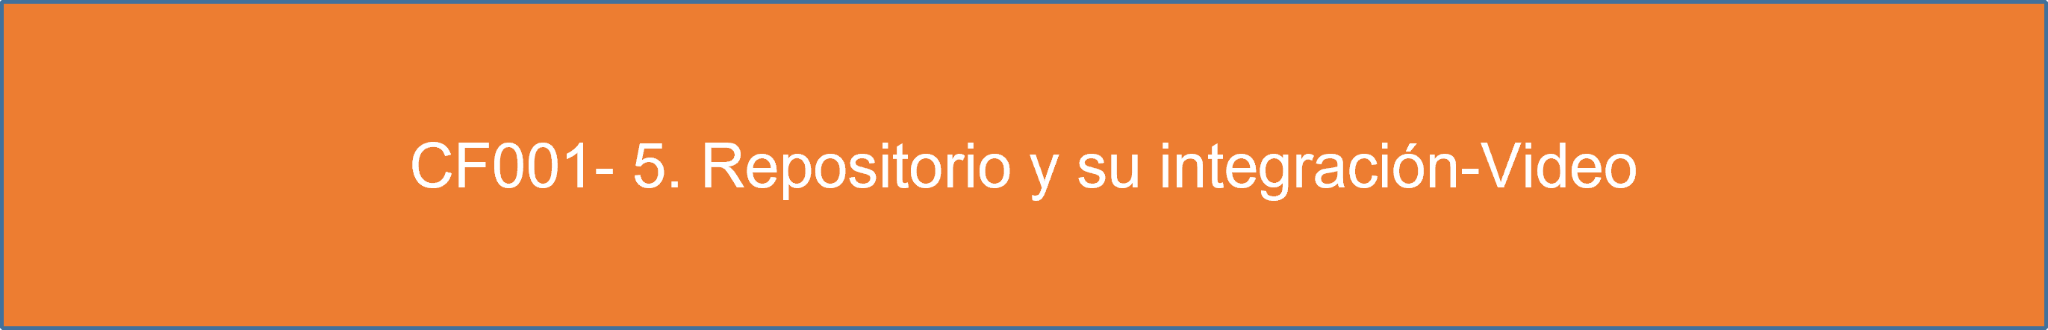 CF001- 5. Repositorio y su integración-Video